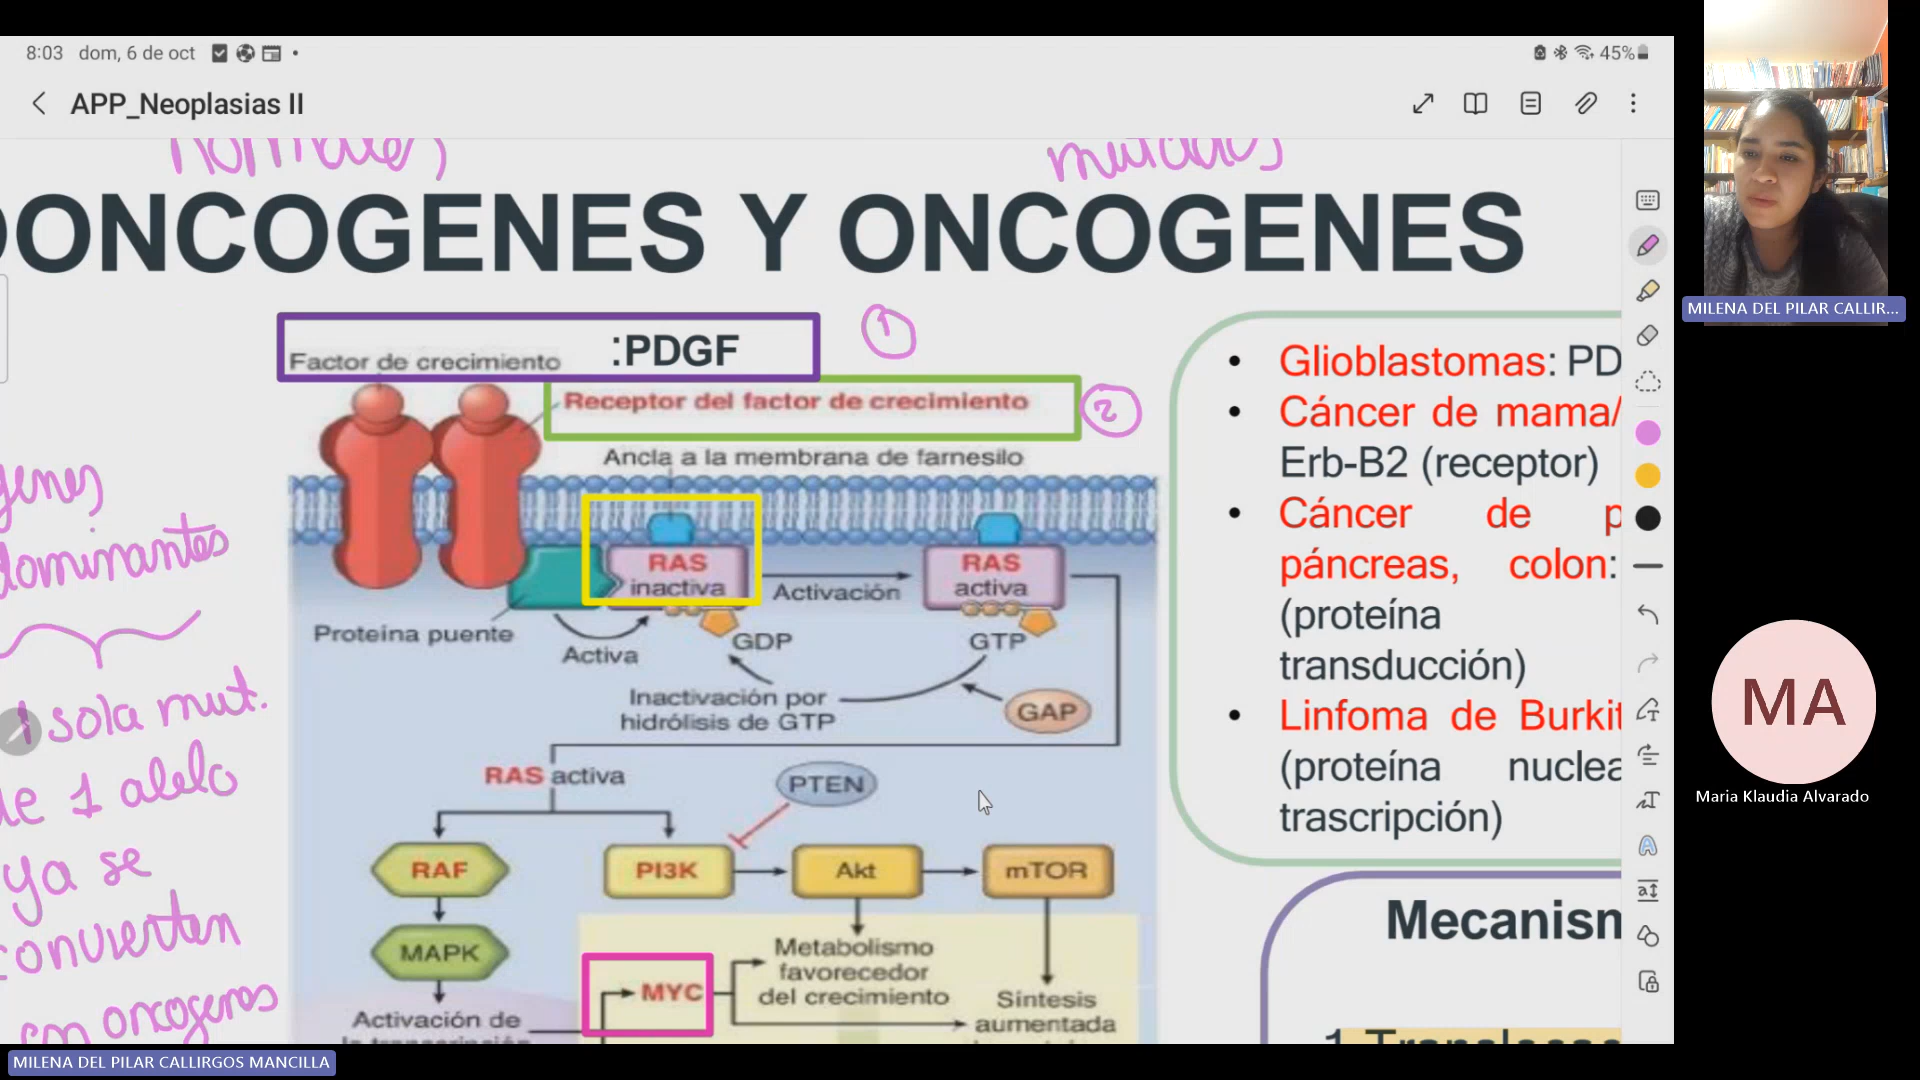 8:03 dom, 6 de oct
45%
APP_Neoplasias II
normales
mutados
OONCOGENES Y ONCOGENES
Factor de crecimiento :PDGF
1
Receptor del factor de crecimiento
2
Ancla a la membrana de farnesilo
RAS
inactiva
Activación
RAS
activa
Proteína puente
Activa
GDP
GTP
Inactivación por
hidrólisis de GTP
GAP
RAS activa
PTEN
RAF
PI3K
Akt
mTOR
MAPK
MYC
Metabolismo
favorecedor
del crecimiento
Síntesis
aumentada
Activación de
la transcripción
genes
dominantes
1 sola mut.
de 1 alelo
ya se
convierten
en oncogenes
• Glioblastomas: PD
• Cáncer de mama/
Erb-B2 (receptor)
• Cáncer de p
páncreas, colon:
(proteína
transducción)
• Linfoma de Burkit
(proteína nuclea
trascripción)
Mecanism
MILENA DEL PILAR CALLIR...
MA
Maria Klaudia Alvarado
MILENA DEL PILAR CALLIRGOS MANCILLA